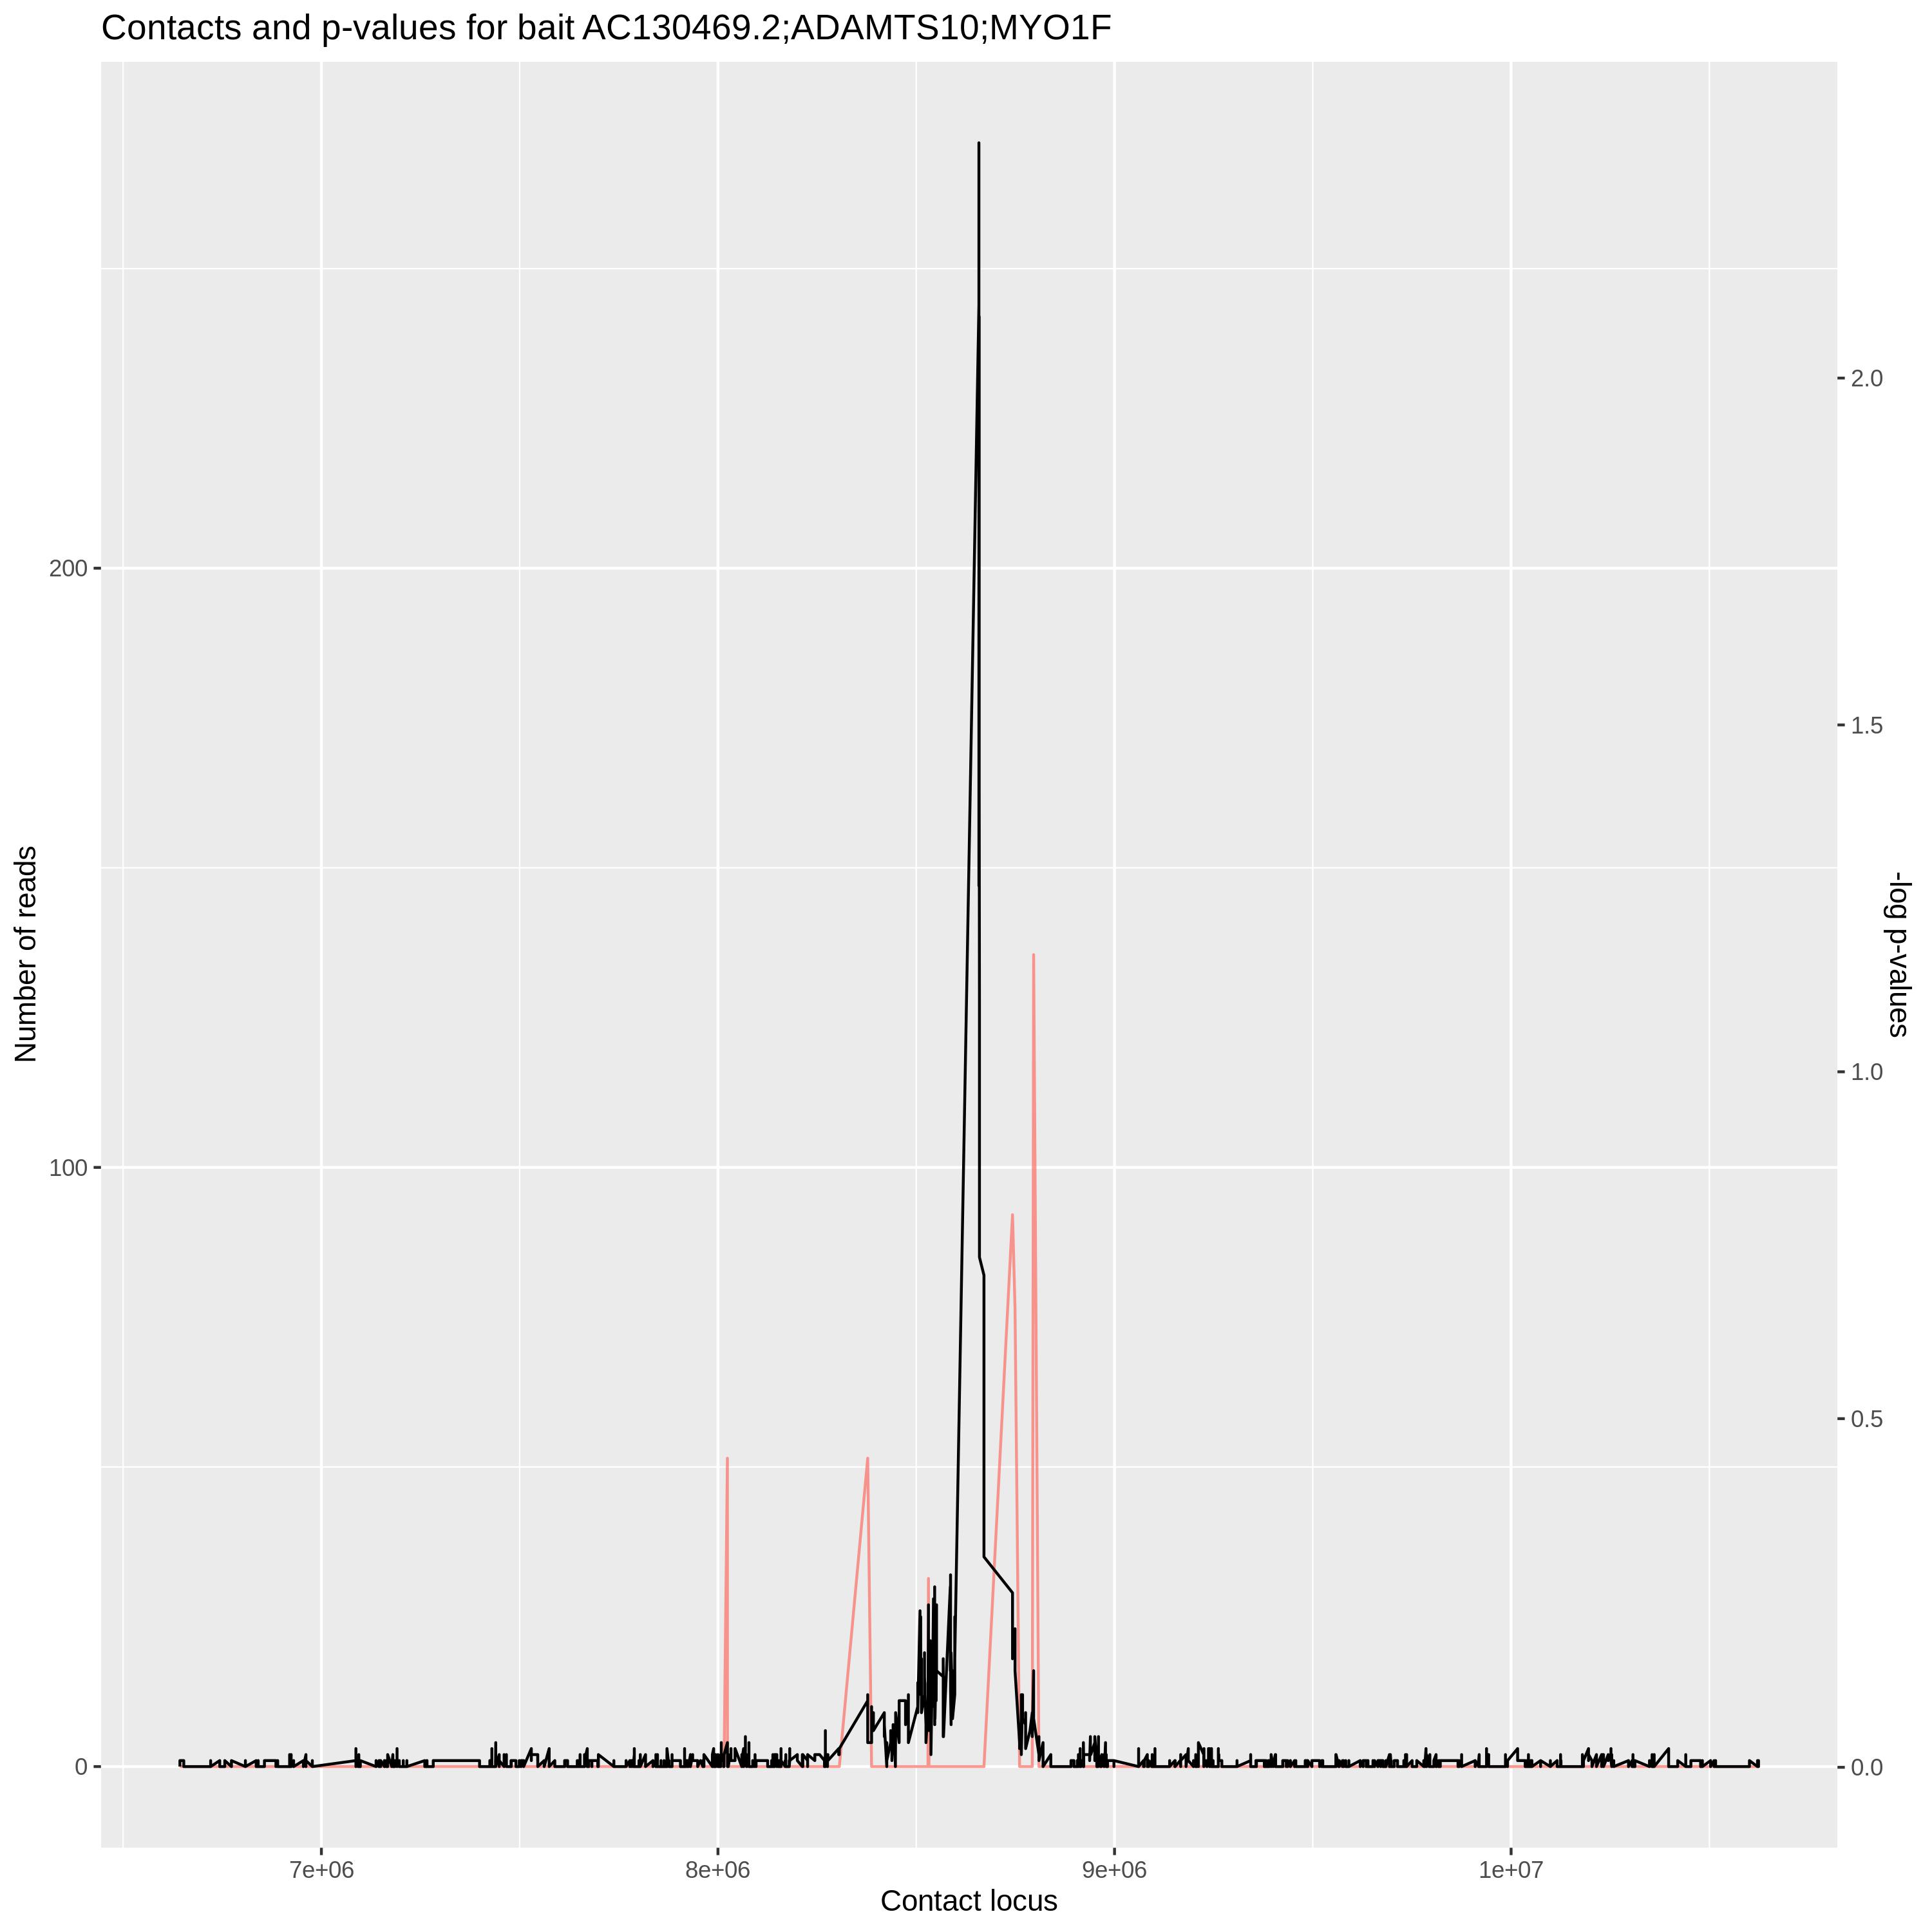 Contacts and p-values for bait AC130469.2;ADAMTS10;MYO1F
200
100
0
Number of reads
2.0
1.5
1.0
0.5
0.0
-log p-values
7e+06 8e+06 9e+06 1e+07
Contact locus